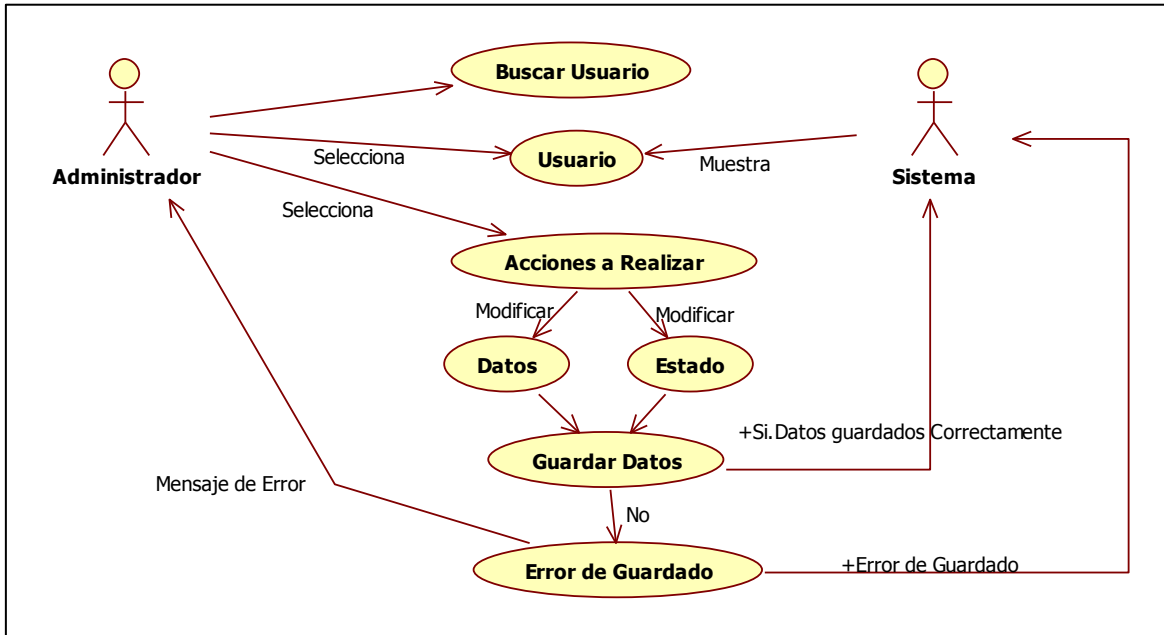 Buscar Usuario
Selecciona
Usuario
Muestra
Administrador
Sistema
Selecciona
Acciones a Realizar
Modificar
Modificar
Datos
Estado
+Si.Datos guardados Correctamente
Guardar Datos
Mensaje de Error
No
+Error de Guardado
Error de Guardado